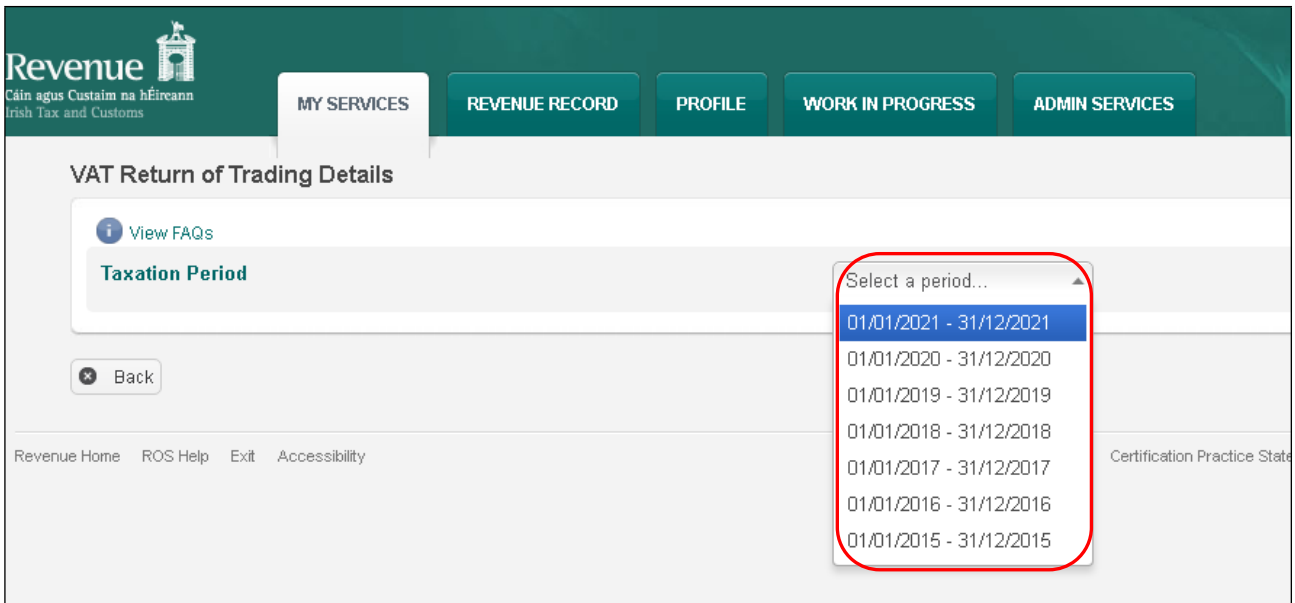 Revenue
Cáin agus Custaim na hÉireann
Irish Tax and Customs
MY SERVICES
REVENUE RECORD
PROFILE
WORK IN PROGRESS
ADMIN SERVICES
VAT Return of Trading Details
i View FAQs
Taxation Period
Select a period...
01/01/2021 - 31/12/2021
01/01/2020 - 31/12/2020
01/01/2019 - 31/12/2019
01/01/2018 - 31/12/2018
01/01/2017 - 31/12/2017
01/01/2016 - 31/12/2016
01/01/2015 - 31/12/2015
Back
Revenue Home ROS Help Exit Accessibility
Certification Practice State